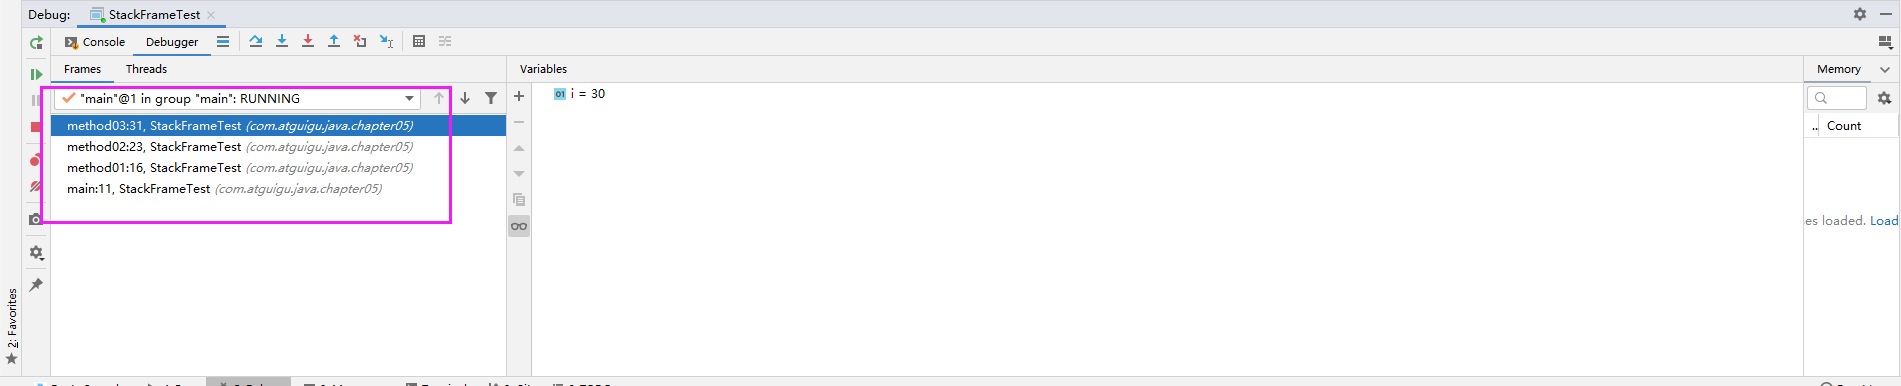 Debug: StackFrameTest
Console Debugger
Frames Threads
Variables
Memory
"main"@1 in group "main": RUNNING
i = 30
method03:31, StackFrameTest (com.atguigu.java.chapter05)
.. Count
method02:23, StackFrameTest (com.atguigu.java.chapter05)
method01:16, StackFrameTest (com.atguigu.java.chapter05)
main:11, StackFrameTest (com.atguigu.java.chapter05)
es loaded. Load
2: Favorites